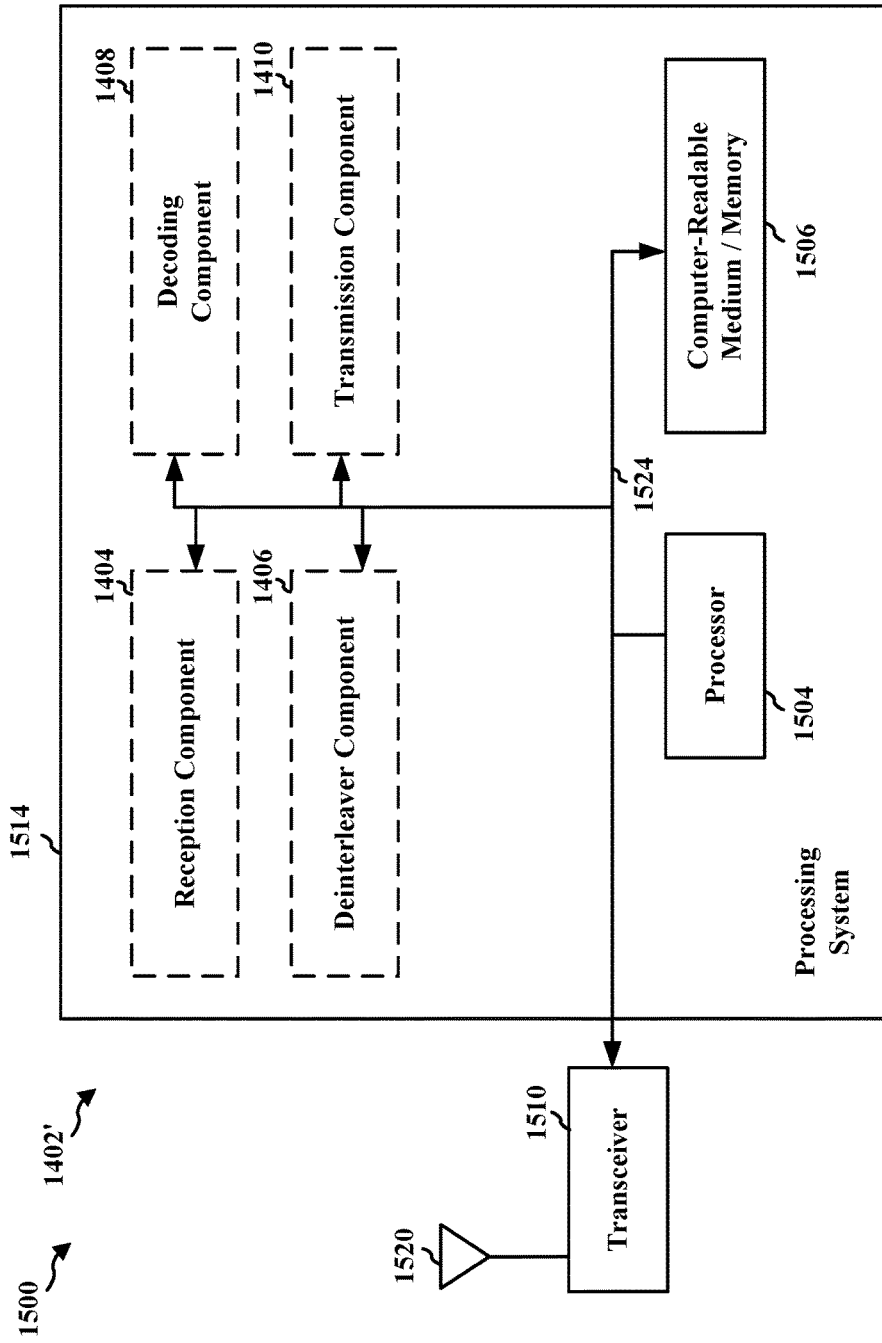 1500
1402'
1514
1404
Reception Component
1408
Decoding
Component
1406
Deinterleaver Component
1410
Transmission Component
1520
1510
Transceiver
1524
Processing
System
Processor
1504
Computer-Readable
Medium / Memory
1506